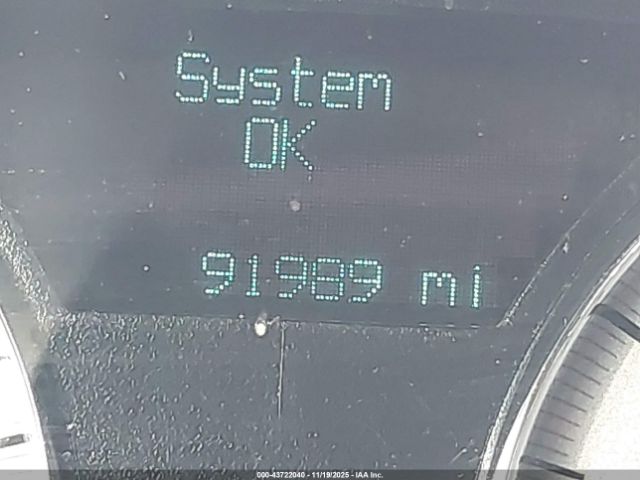 System
OK
91989 mi
000-43722040 - 11/19/2025 - IAA Inc.